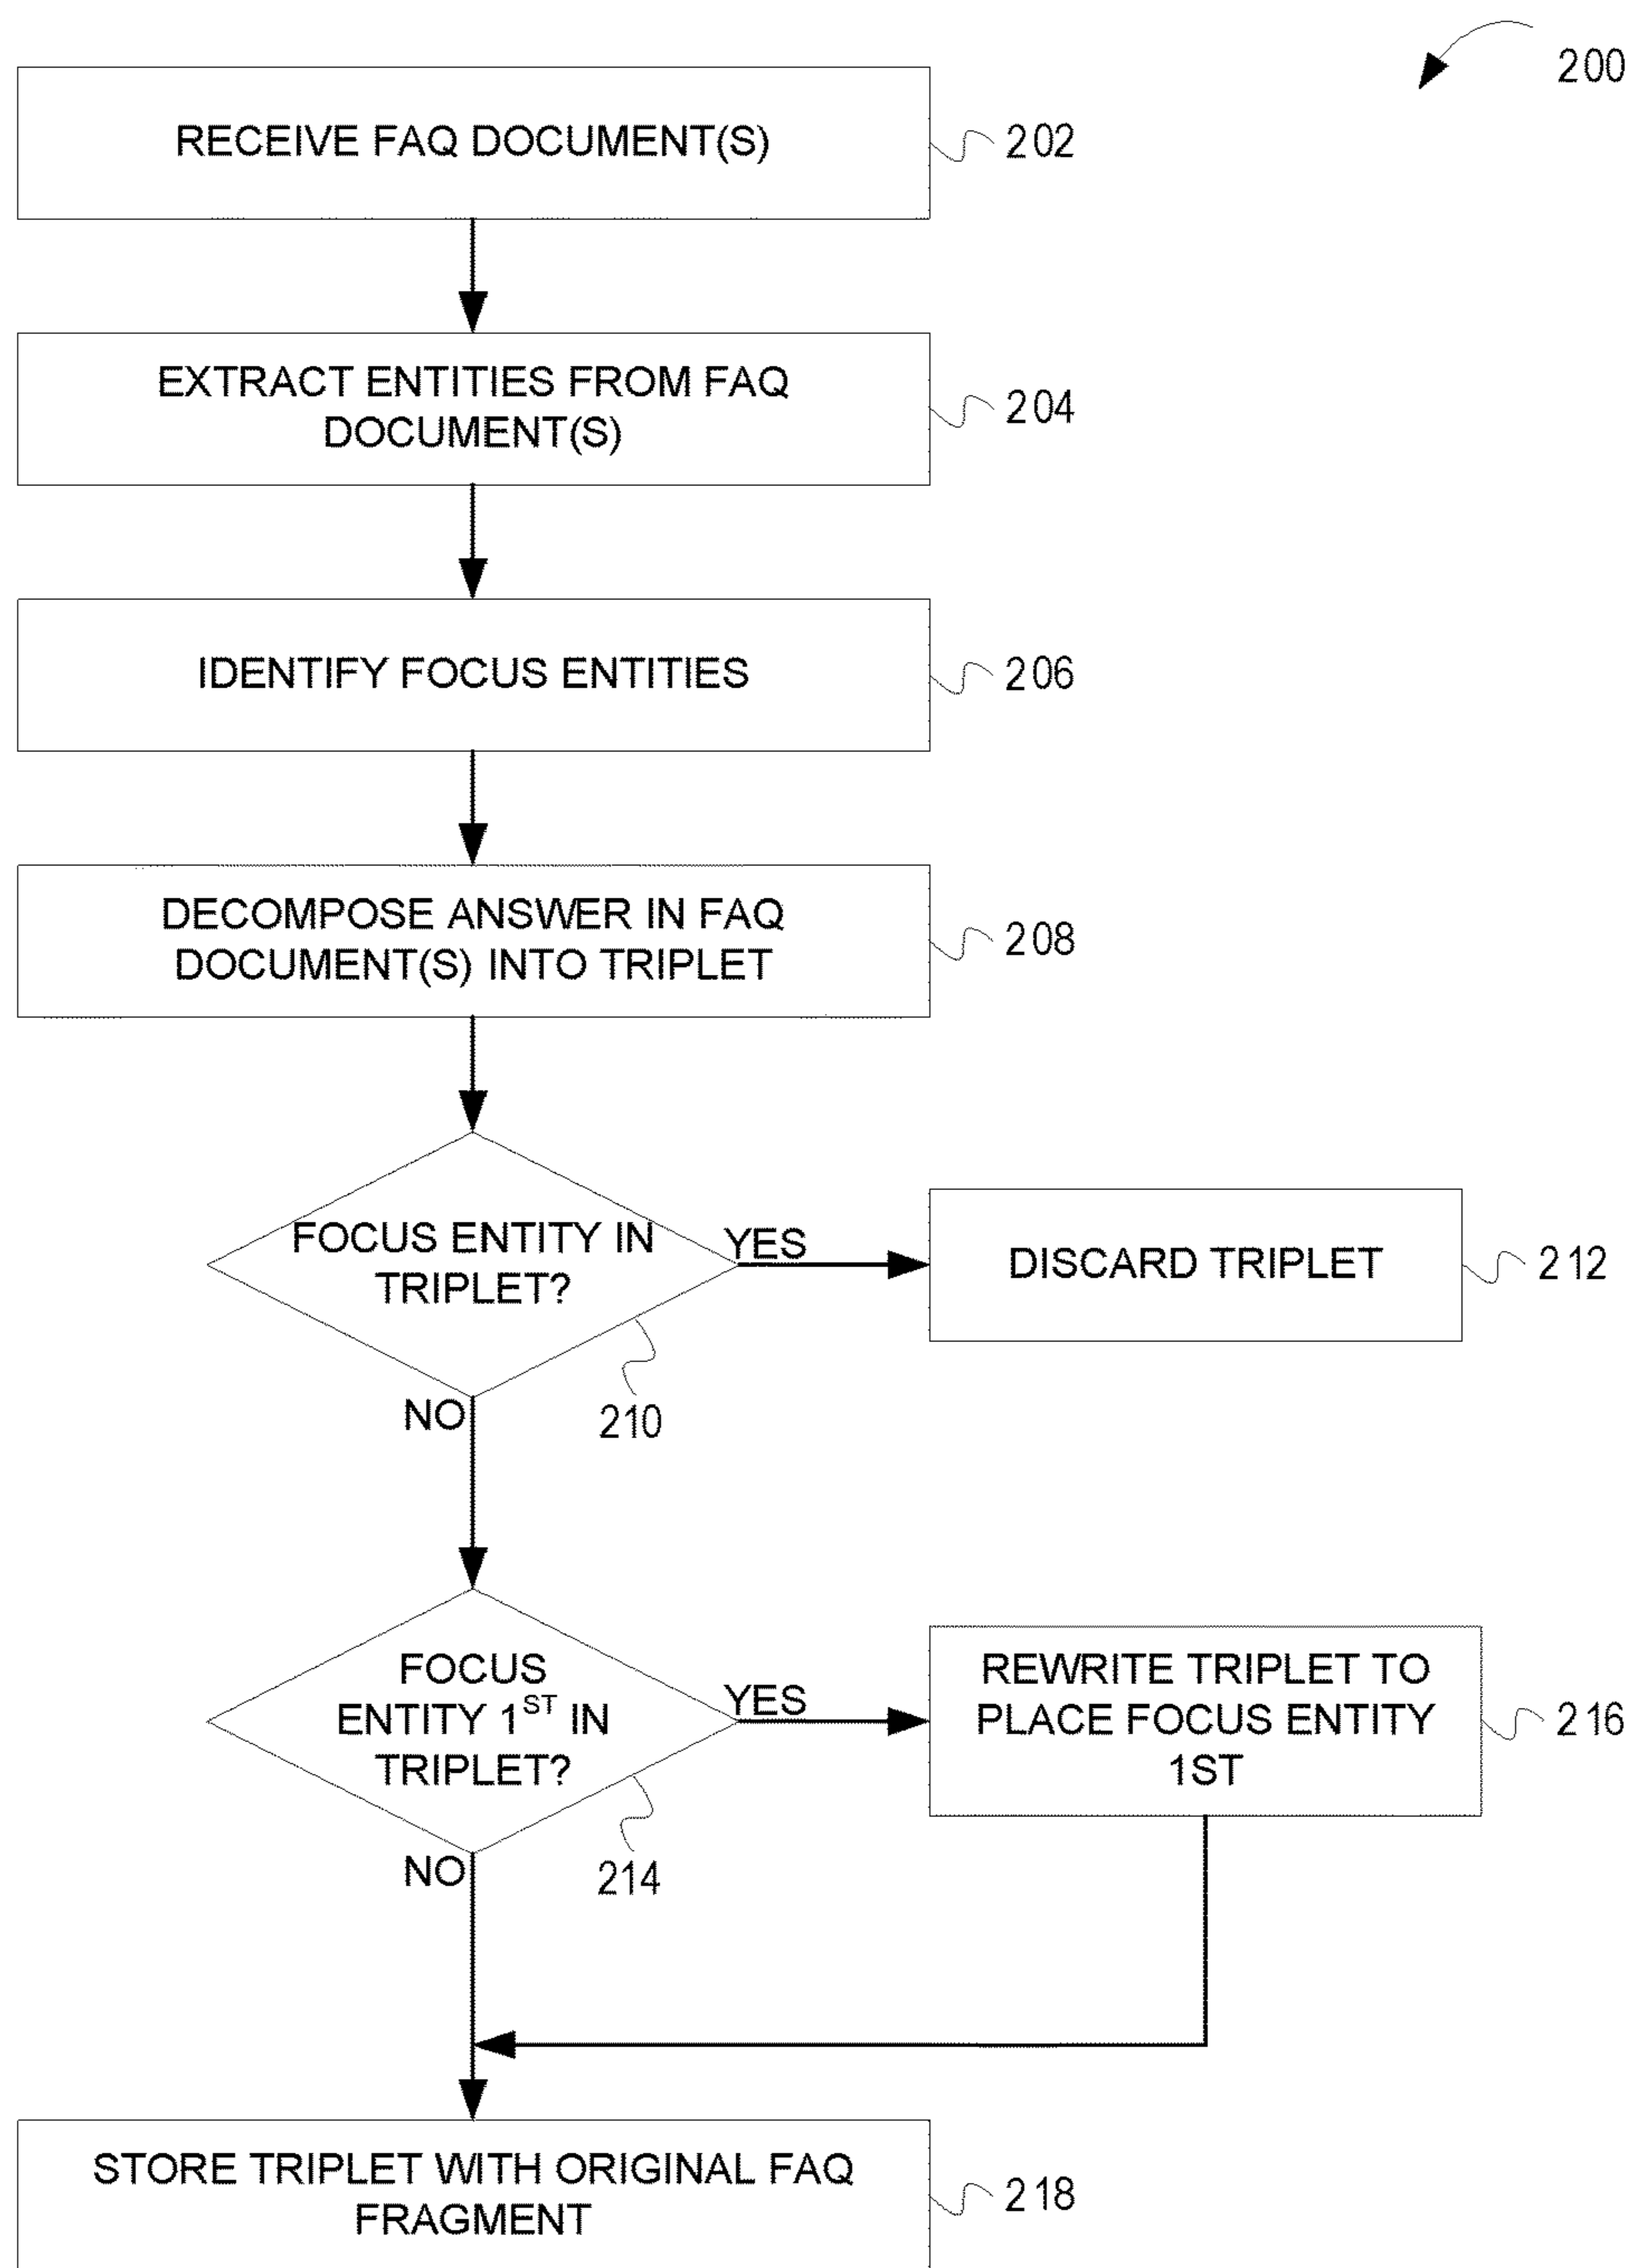 200
RECEIVE FAQ DOCUMENT(S)
202
EXTRACT ENTITIES FROM FAQ
DOCUMENT(S)
204
IDENTIFY FOCUS ENTITIES
206
DECOMPOSE ANSWER IN FAQ
DOCUMENT(S) INTO TRIPLET
208
FOCUS ENTITY IN
TRIPLET?
YES
DISCARD TRIPLET
212
NO
210
FOCUS
ENTITY 1ST IN
TRIPLET?
YES
REWRITE TRIPLET TO
PLACE FOCUS ENTITY
1ST
216
NO
214
STORE TRIPLET WITH ORIGINAL FAQ
FRAGMENT
218